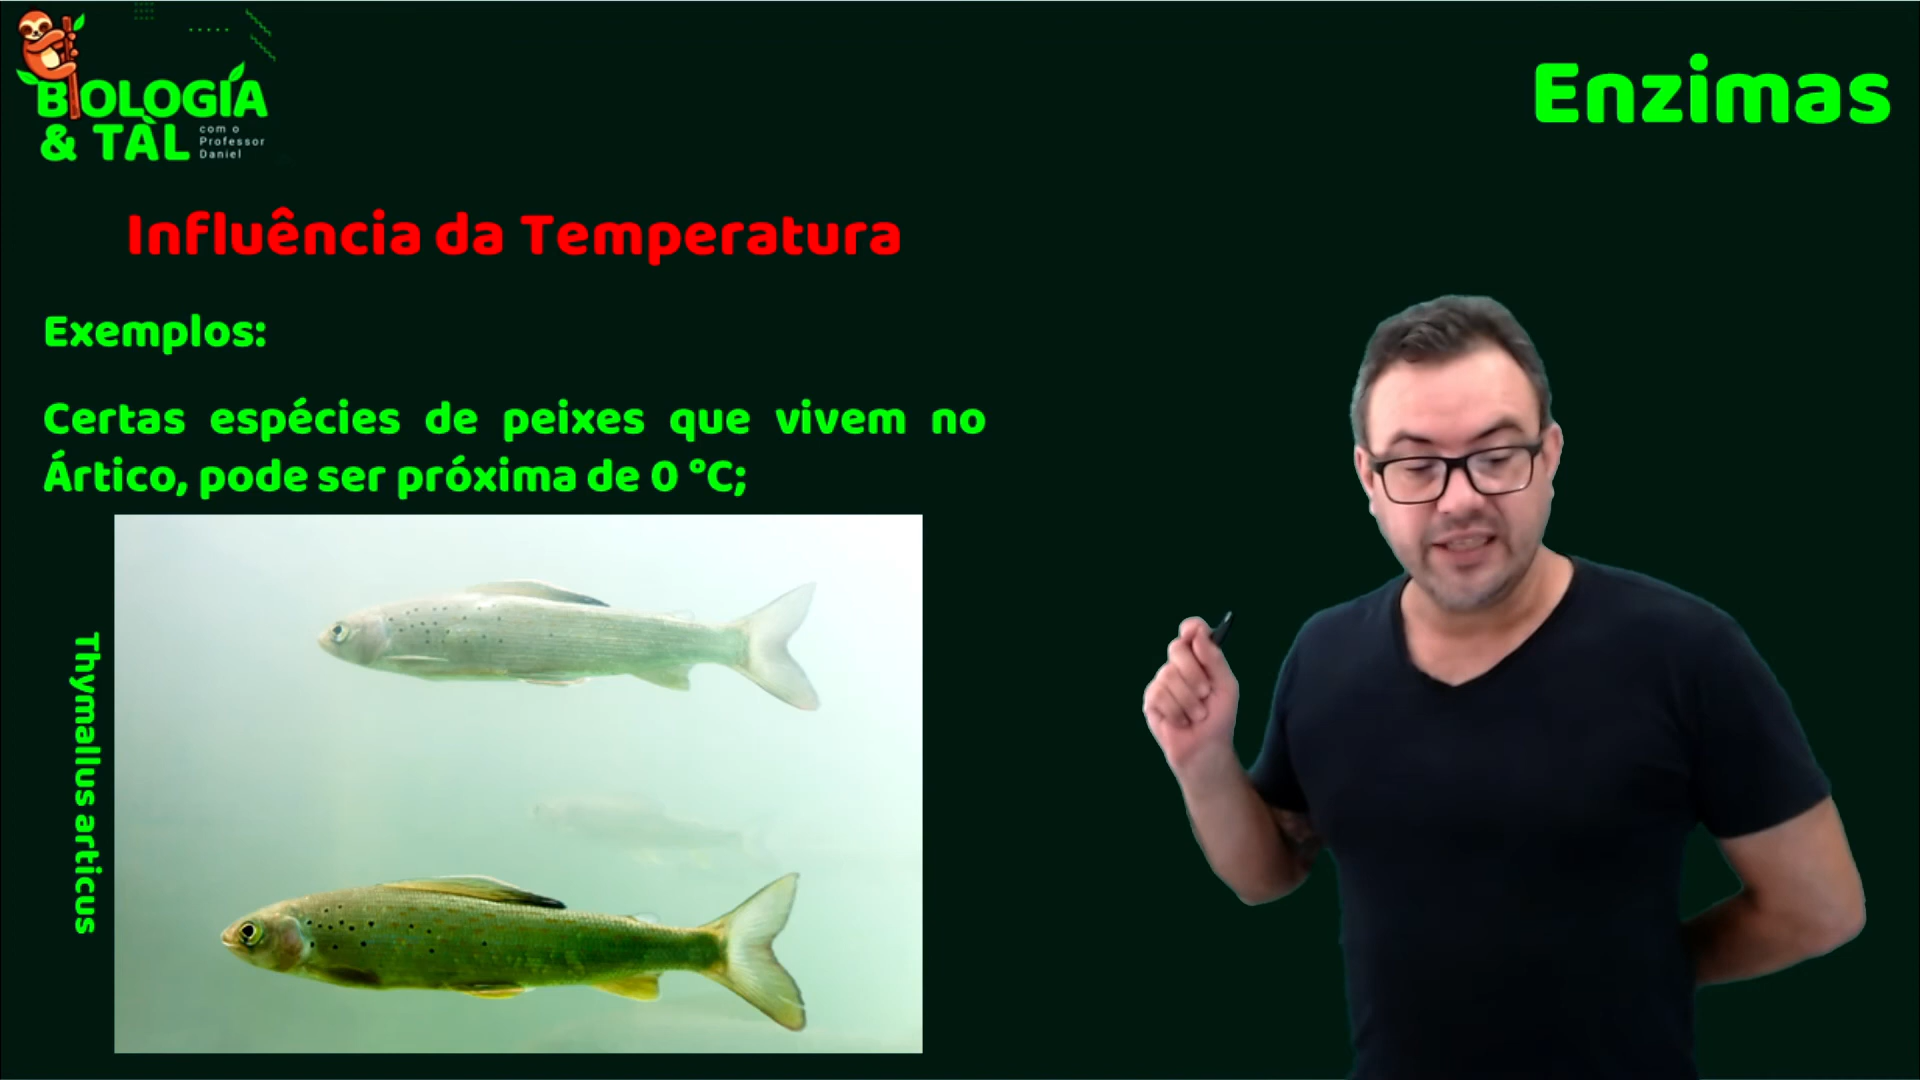 BIOLOGIA
& TÁL
com o
Professor
Daniel
Enzimas
Influência da Temperatura
Exemplos:
Certas espécies de peixes que vivem no
Ártico, pode ser próxima de 0 °C;
Thymallus articus